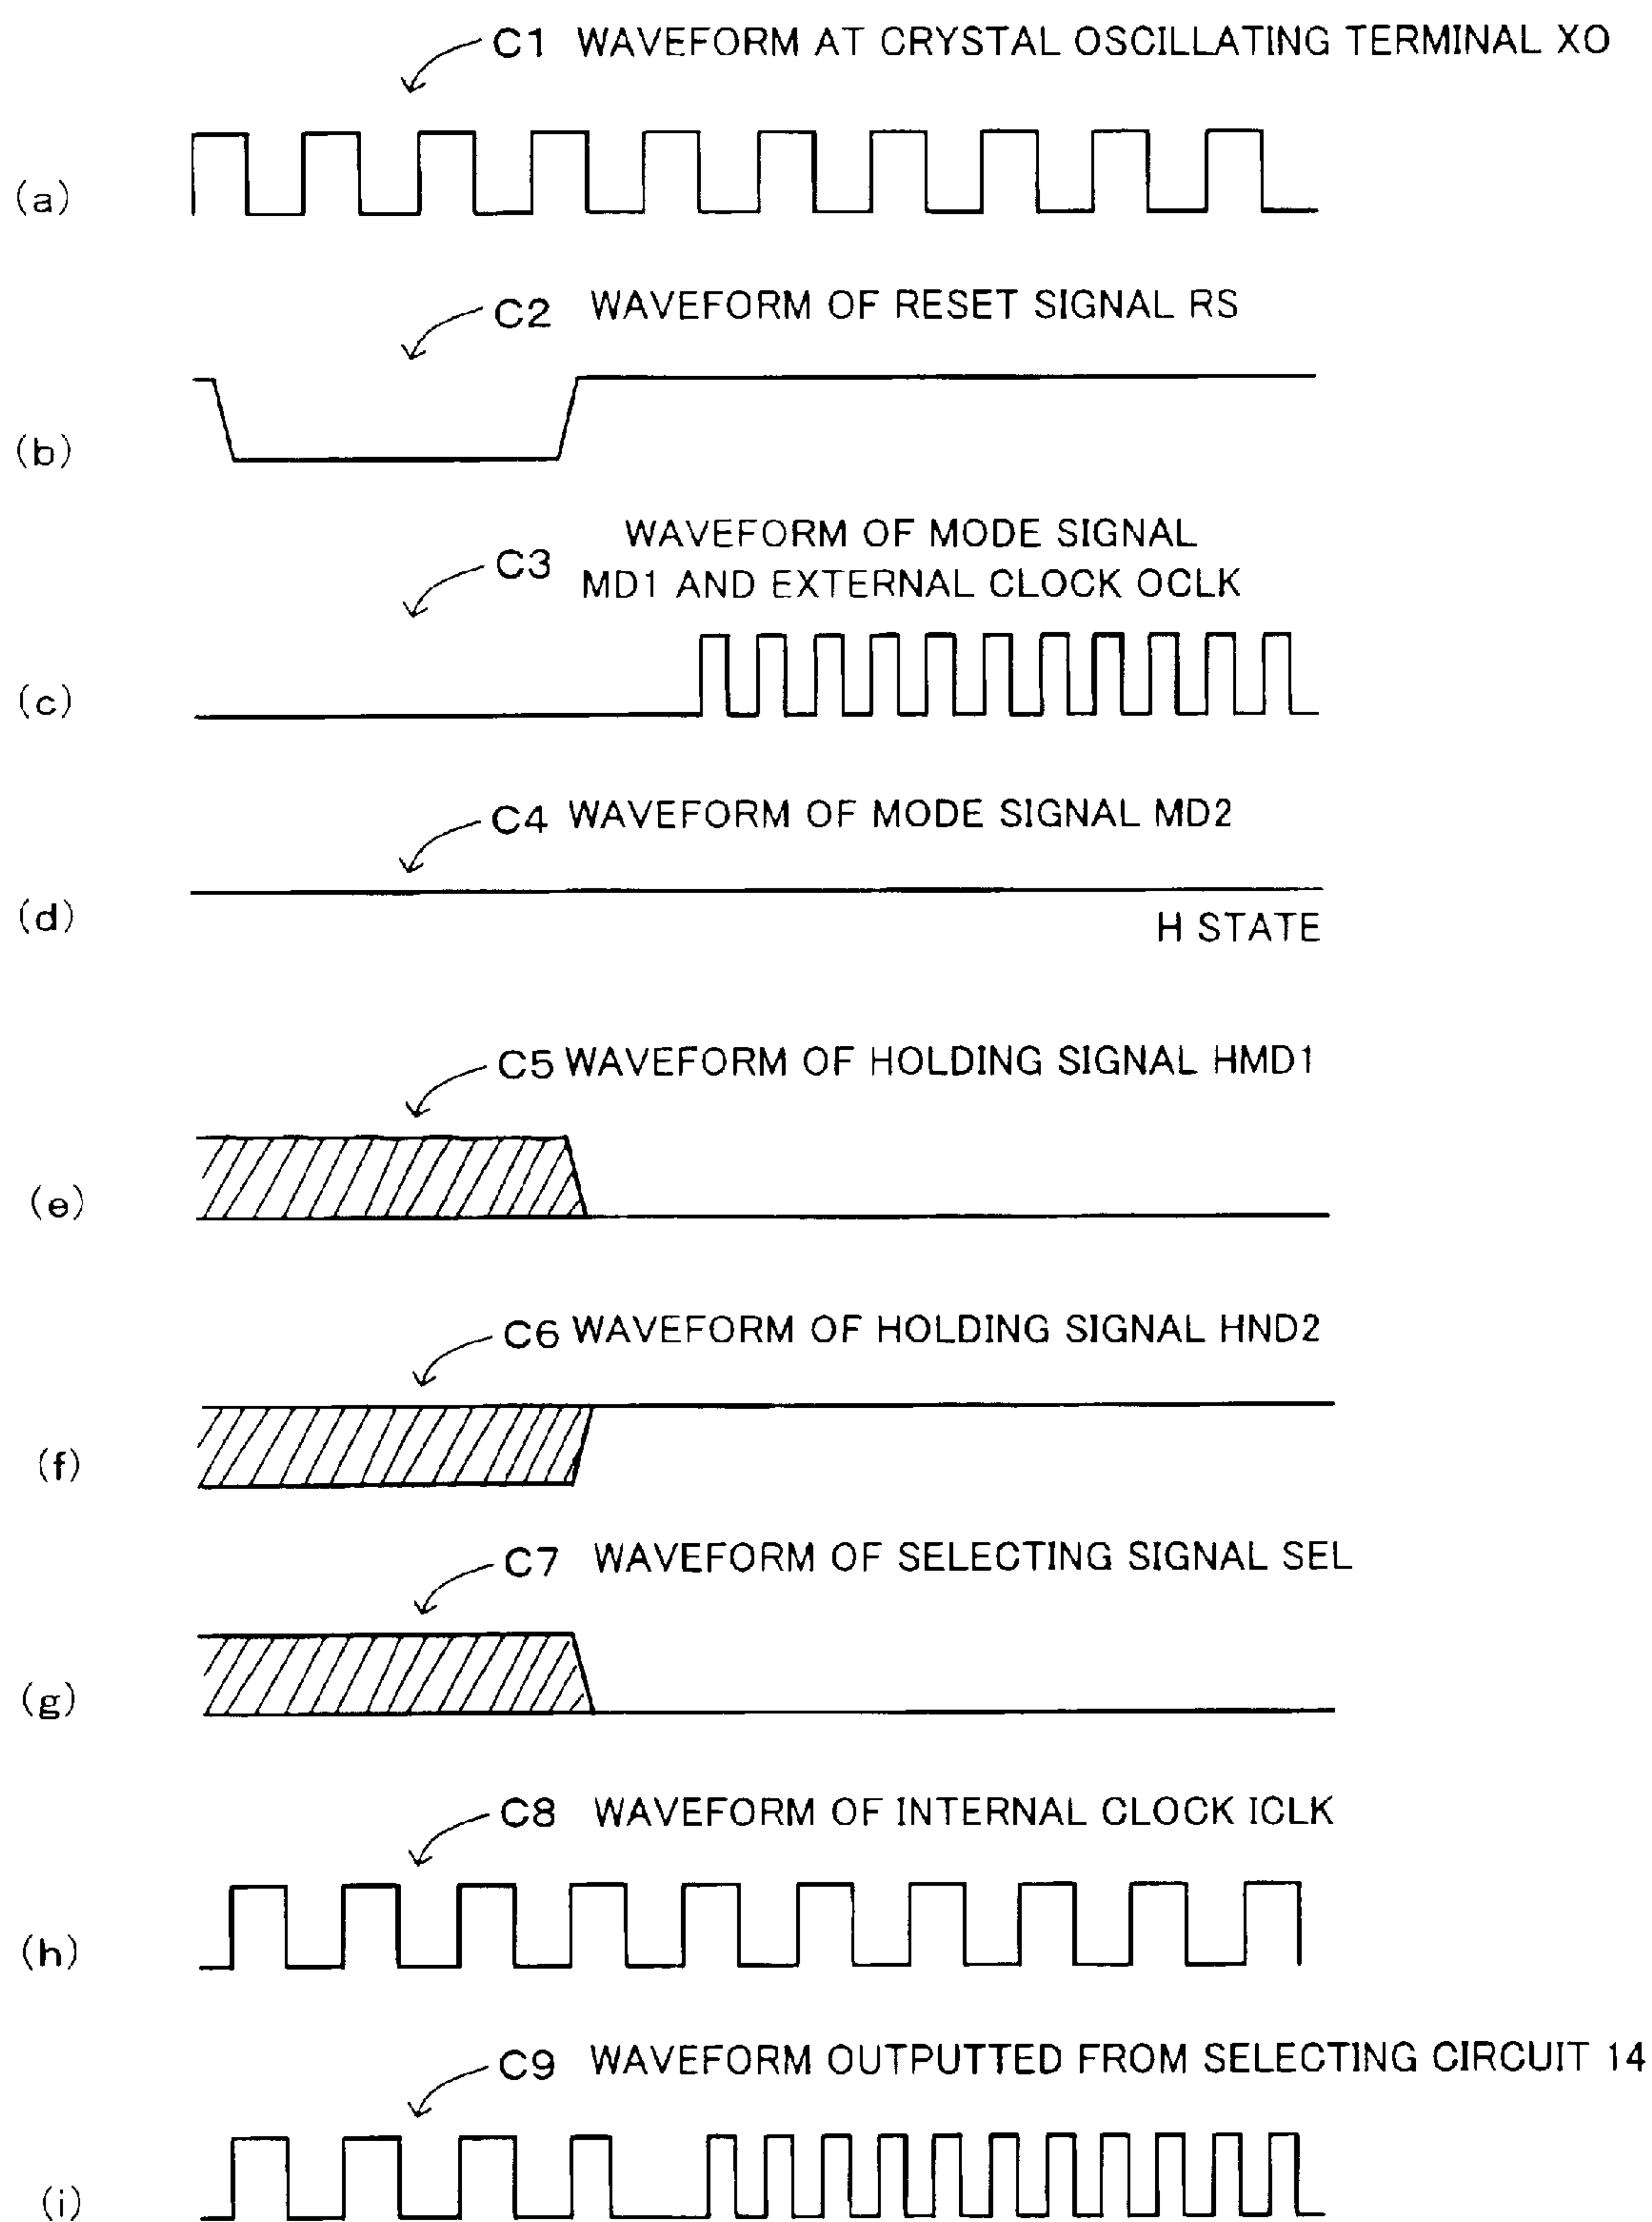 C1 WAVEFORM AT CRYSTAL OSCILLATING TERMINAL XO
(a)
C2 WAVEFORM OF RESET SIGNAL RS
(b)
WAVEFORM OF MODE SIGNAL
C3 MD1 AND EXTERNAL CLOCK OCLK
(c)
C4 WAVEFORM OF MODE SIGNAL MD2
(d)
H STATE
C5 WAVEFORM OF HOLDING SIGNAL HMD1
(e)
C6 WAVEFORM OF HOLDING SIGNAL HND2
(f)
C7 WAVEFORM OF SELECTING SIGNAL SEL
(g)
C8 WAVEFORM OF INTERNAL CLOCK ICLK
(h)
C9 WAVEFORM OUTPUTTED FROM SELECTING CIRCUIT 14
(i)